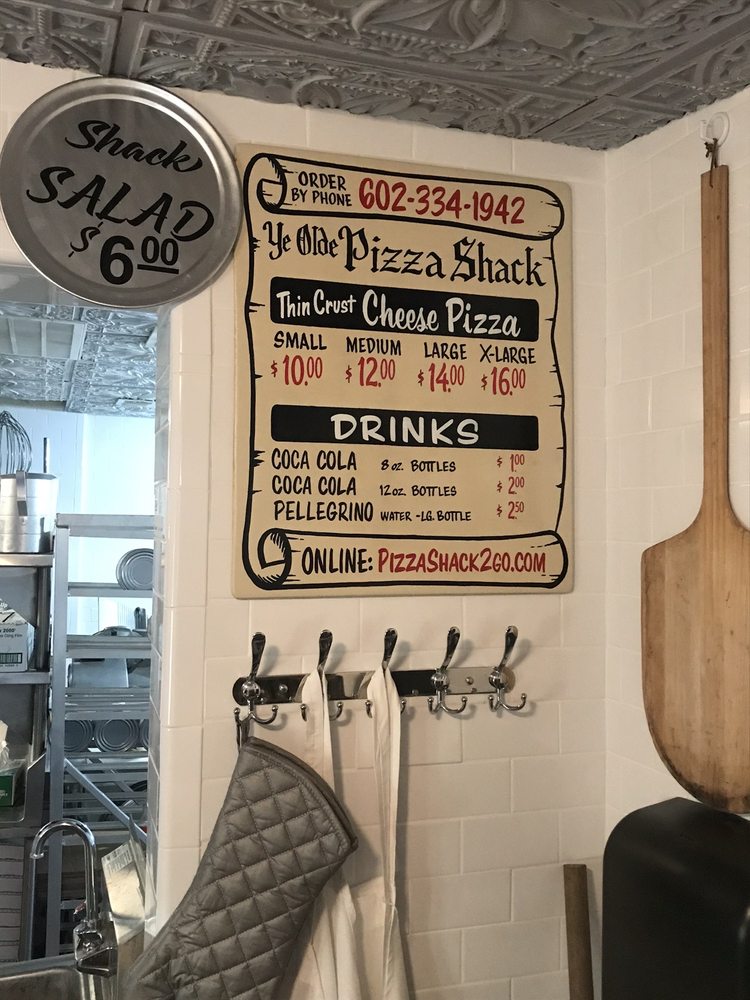 Shack
SALAD
$6.00
ORDER
BY PHONE 602-334-1942
Ye Olde Pizza Shack
Thin Crust Cheese Pizza
SMALL MEDIUM LARGE X-LARGE
$10.00 $12.00 $14.00 $16.00
DRINKS
COCA COLA 8 oz. BOTTLES $1.00
COCA COLA 12 oz. BOTTLES $2.00
PELLEGRINO WATER - LG. BOTTLE $2.50
ONLINE: PIZZASHACK2GO.COM